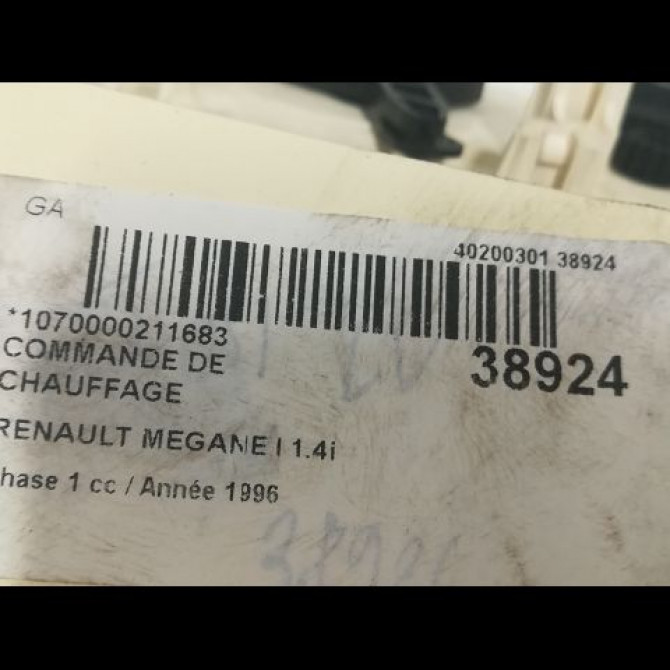 GA
40200301 38924
*1070000211683
38924
COMMANDE DE
CHAUFFAGE
RENAULT MEGANE I 1.4i
hase 1 cc / Année 1996